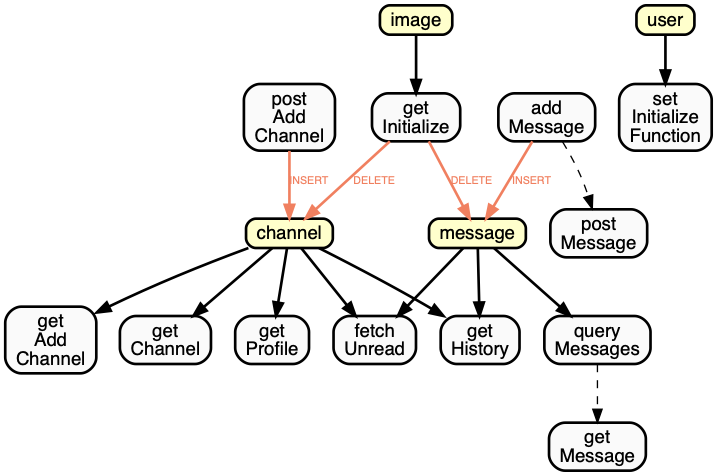 image
user
post
Add
Channel
get
Initialize
add
Message
set
Initialize
Function
INSERT
DELETE
DELETE
INSERT
post
Message
channel
message
get
Add
Channel
get
Channel
get
Profile
fetch
Unread
get
History
query
Messages
get
Message